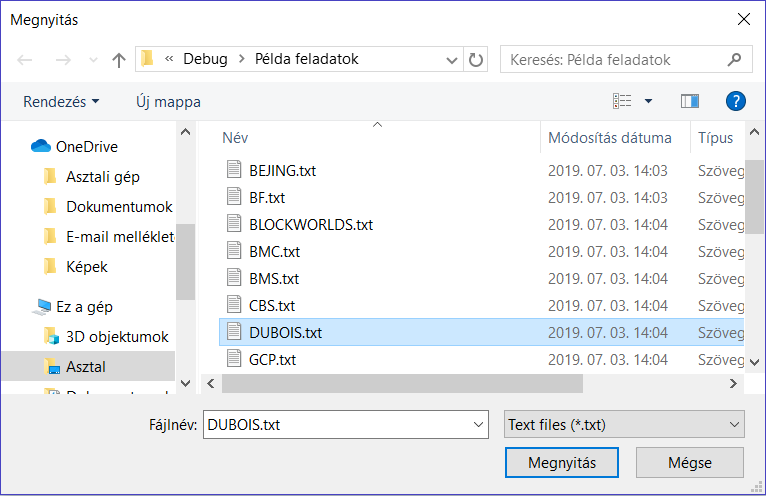 Megnyitás
« Debug > Példa feladatok
Keresés: Példa feladatok
Rendezés
Új mappa
?
OneDrive
Asztali gép
Dokumentumok
E-mail melléklete
Képek
Ez a gép
3D objektumok
Asztal
Név Módosítás dátuma Típus
BEJING.txt 2019. 07. 03. 14:03 Szöveg
BF.txt 2019. 07. 03. 14:03 Szöveg
BLOCKWORLDS.txt 2019. 07. 03. 14:04 Szöveg
BMC.txt 2019. 07. 03. 14:04 Szöveg
BMS.txt 2019. 07. 03. 14:04 Szöveg
CBS.txt 2019. 07. 03. 14:04 Szöveg
DUBOIS.txt 2019. 07. 03. 14:04 Szöveg
GCP.txt 2019. 07. 03. 14:04 Szöveg
Fájlnév: DUBOIS.txt
Text files (*.txt)
Megnyitás
Mégse